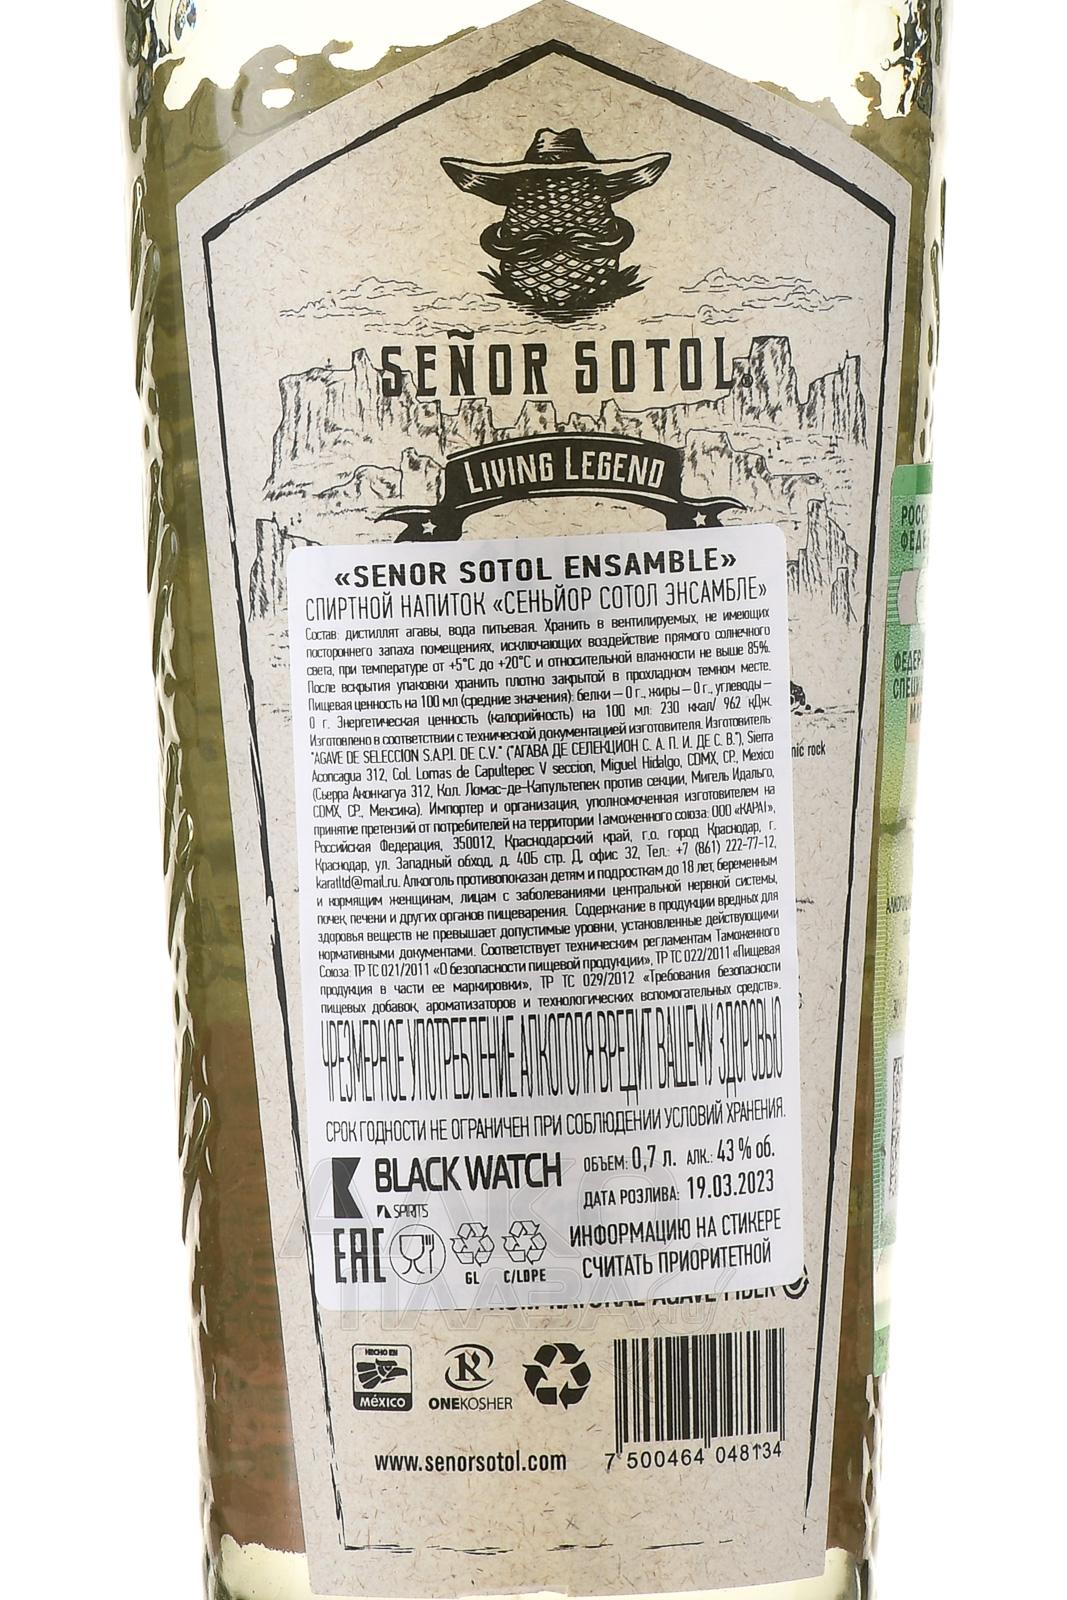 SEÑOR SOTOL®
LIVING LEGEND
«SENOR SOTOL ENSAMBLE»
СПИРТНОЙ НАПИТОК «СЕНЬЙОР СОТОЛ ЭНСАМБЛЕ»
Состав: дистиллят агавы, вода питьевая. Хранить в вентилируемых, не имеющих
постороннего запаха помещениях, исключающих воздействие прямого солнечного
света, при температуре от +5°С до +20°С и относительной влажности не выше 85%.
После вскрытия упаковки хранить плотно закрытой в прохладном темном месте.
Пищевая ценность на 100 мл (средние значения): белки – 0 г., жиры – 0 г., углеводы –
0 г. Энергетическая ценность (калорийность) на 100 мл: 230 ккал/ 962 кДж.
Изготовлено в соответствии с технической документацией изготовителя. Изготовитель:
"AGAVE DE SELECCION S.A.P.I. DE C.V." ("АГАВА ДЕ СЕЛЕКЦИОН С. А. П. И. ДЕ С. В."), Sierra
Aconcagua 312, Col. Lomas de Capultepec V seccion, Miguel Hidalgo, CDMX, CP., Mexico
(Сьерра Аконкагуа 312, Кол. Ломас-де-Капультепек против секции, Мигель Идальго,
CDMX, CP., Мексика). Импортер и организация, уполномоченная изготовителем на
принятие претензий от потребителей на территории Таможенного союза: ООО «КАРАТ»,
Российская Федерация, 350012, Краснодарский край, г.о. город Краснодар, г.
Краснодар, ул. Западный обход, д. 40Б стр. Д, офис 32, Тел.: +7 (861) 222-77-12,
karatltd@mail.ru. Алкоголь противопоказан детям и подросткам до 18 лет, беременным
и кормящим женщинам, лицам с заболеваниями центральной нервной системы,
почек, печени и других органов пищеварения. Содержание в продукции вредных для
здоровья веществ не превышает допустимые уровни, установленные действующими
нормативными документами. Соответствует техническим регламентам Таможенного
Союза: ТР ТС 021/2011 «О безопасности пищевой продукции», ТР ТС 022/2011 «Пищевая
продукция в части ее маркировки», ТР ТС 029/2012 «Требования безопасности
пищевых добавок, ароматизаторов и технологических вспомогательных средств».
ЧРЕЗМЕРНОЕ УПОТРЕБЛЕНИЕ АЛКОГОЛЯ ВРЕДИТ ВАШЕМУ ЗДОРОВЬЮ
СРОК ГОДНОСТИ НЕ ОГРАНИЧЕН ПРИ СОБЛЮДЕНИИ УСЛОВИЙ ХРАНЕНИЯ.
BLACK WATCH
SPIRITS
ОБЪЕМ: 0,7 л. АЛК.: 43 % об.
ДАТА РОЗЛИВА: 19.03.2023
EAC
GL
C/LDPE
ИНФОРМАЦИЮ НА СТИКЕРЕ
СЧИТАТЬ ПРИОРИТЕТНОЙ
NATURAL AGAVE FIBER
rock
HECHO EN
MÉXICO
K
ONEKOSHER
www.senorsotol.com
7 500464 048134